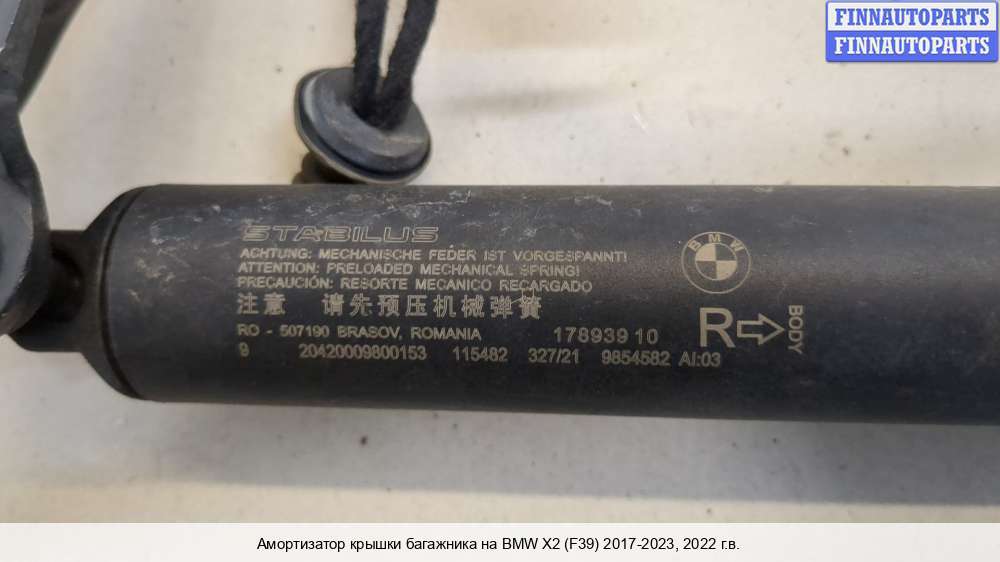 FINNAUTOPARTS
FINNAUTOPARTS
STABILUS
ACHTUNG: MECHANISCHE FEDER IST VORGESPANNT!
ATTENTION: PRELOADED MECHANICAL SPRING!
PRECAUCIÓN: RESORTE MECANICO RECARGADO
注意 请先预压机械弹簧
RO - 507190 BRASOV, ROMANIA 178939 10
9 20420009800153 115482 327/21 9854582 AI:03
BMW
R BODY
Амортизатор крышки багажника на BMW X2 (F39) 2017-2023, 2022 г.в.